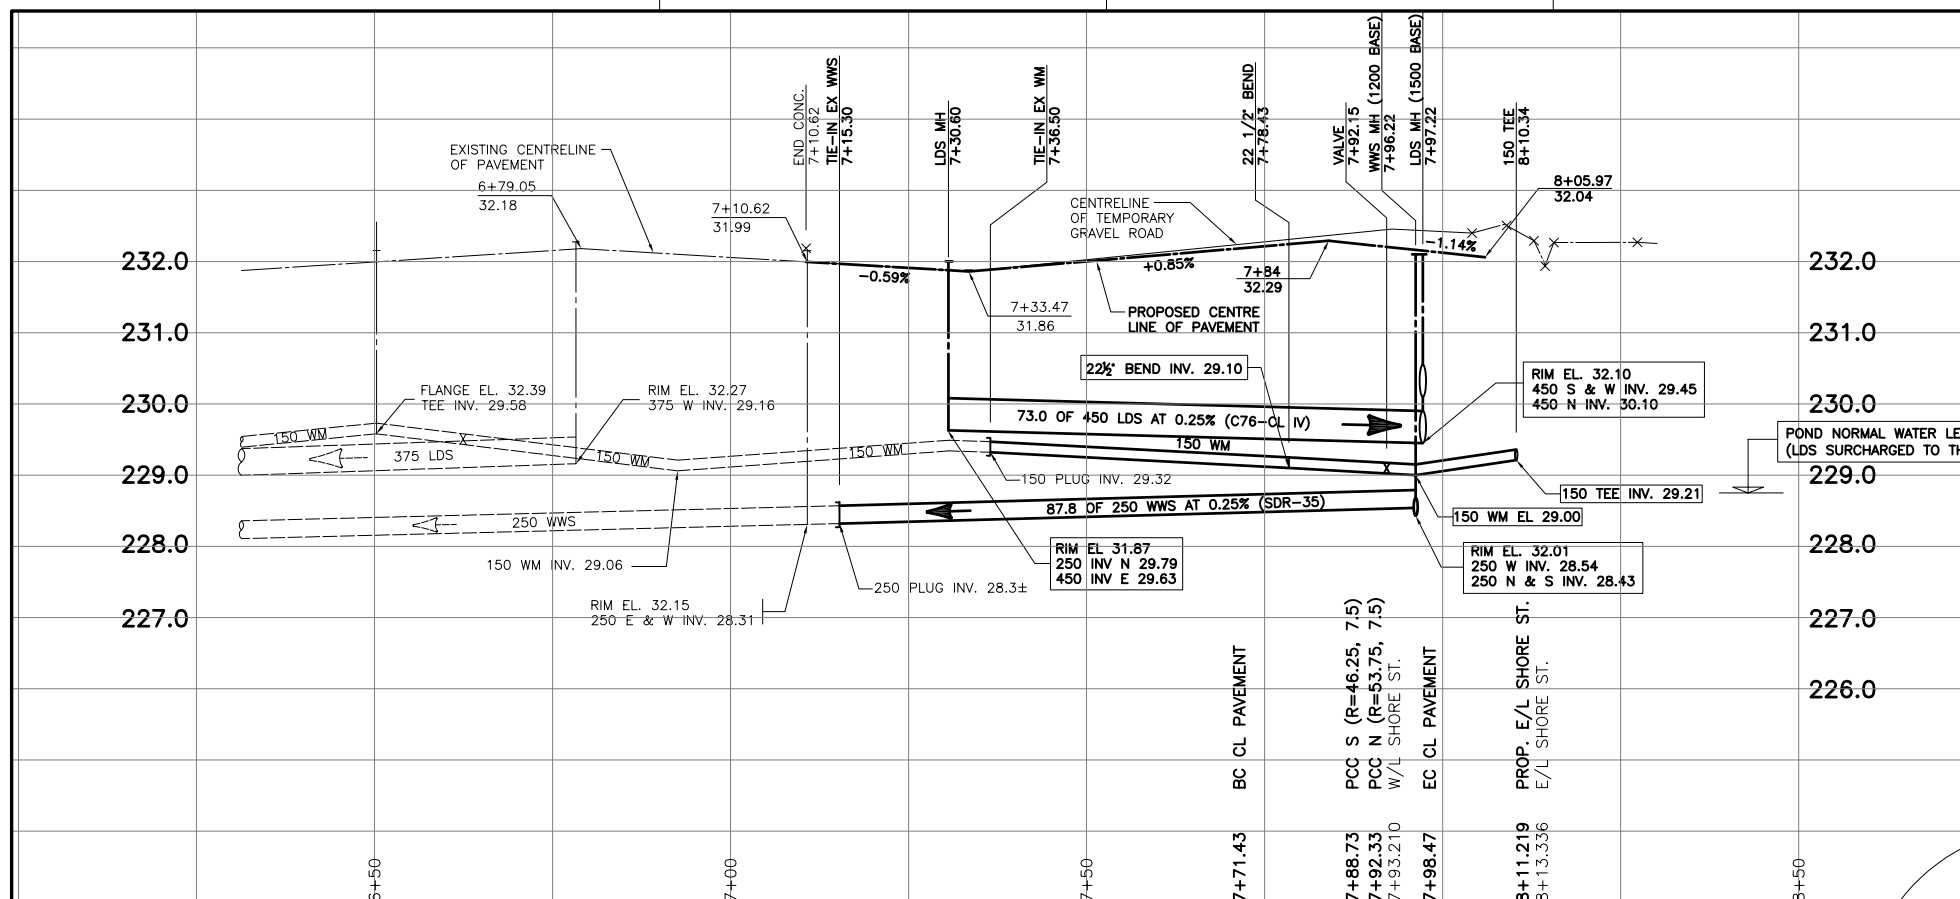 END CONC.
7+10.62
TIE-IN EX WWS
7+15.30
LDS MH
7+30.60
TIE-IN EX WM
7+36.50
22 1/2° BEND
7+78.43
VALVE
7+92.15
WWS MH (1200 BASE)
7+96.22
LDS MH (1500 BASE)
7+97.22
150 TEE
8+10.34
EXISTING CENTRELINE
OF PAVEMENT
6+79.05
32.18
7+10.62
31.99
CENTRELINE
OF TEMPORARY
GRAVEL ROAD
8+05.97
32.04
232.0
-0.59%
+0.85%
-1.14%
232.0
7+84
32.29
7+33.47
31.86
PROPOSED CENTRE
LINE OF PAVEMENT
231.0
231.0
22½° BEND INV. 29.10
FLANGE EL. 32.39
TEE INV. 29.58
RIM EL. 32.27
375 W INV. 29.16
RIM EL. 32.10
450 S & W INV. 29.45
450 N INV. 30.10
230.0
230.0
73.0 OF 450 LDS AT 0.25% (C76-CL IV)
POND NORMAL WATER LE
(LDS SURCHARGED TO TH
150 WM
X
375 LDS
150 WM
150 WM
150 WM
X
229.0
229.0
150 PLUG INV. 29.32
150 TEE INV. 29.21
87.8 OF 250 WWS AT 0.25% (SDR-35)
150 WM EL 29.00
250 WWS
228.0
228.0
150 WM INV. 29.06
RIM EL 31.87
250 INV N 29.79
450 INV E 29.63
RIM EL. 32.01
250 W INV. 28.54
250 N & S INV. 28.43
250 PLUG INV. 28.3±
RIM EL. 32.15
250 E & W INV. 28.31
227.0
227.0
226.0
BC CL PAVEMENT
7+71.43
PCC S (R=46.25, 7.5)
7+88.73
PCC N (R=53.75, 7.5)
7+92.33
W/L SHORE ST.
7+93.210
EC CL PAVEMENT
7+98.47
PROP. E/L SHORE ST.
8+11.219
E/L SHORE ST.
8+13.336
6+50
7+00
7+50
8+50